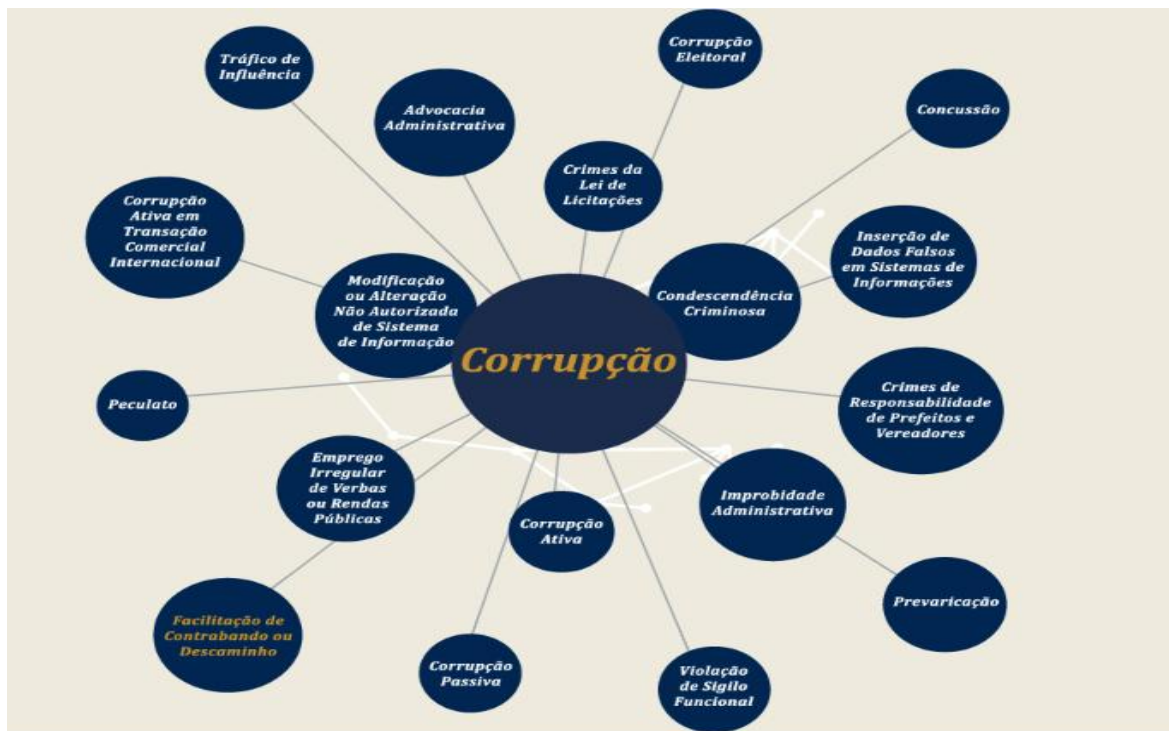 Tráfico de
Influência
Corrupção
Eleitoral
Advocacia
Administrativa
Concussão
Crimes da
Lei de
Licitações
Corrupção
Ativa em
Transação
Comercial
Internacional
Inserção de
Dados Falsos
em Sistemas de
Informações
Modificação
ou Alteração
Não Autorizada
de Sistema
de Informação
Condescendência
Criminosa
Corrupção
Peculato
Crimes de
Responsabilidade
de Prefeitos e
Vereadores
Emprego
Irregular
de Verbas
ou Rendas
Públicas
Corrupção
Ativa
Improbidade
Administrativa
Facilitação de
Contrabando ou
Descaminho
Corrupção
Passiva
Violação
de Sigilo
Funcional
Prevaricação